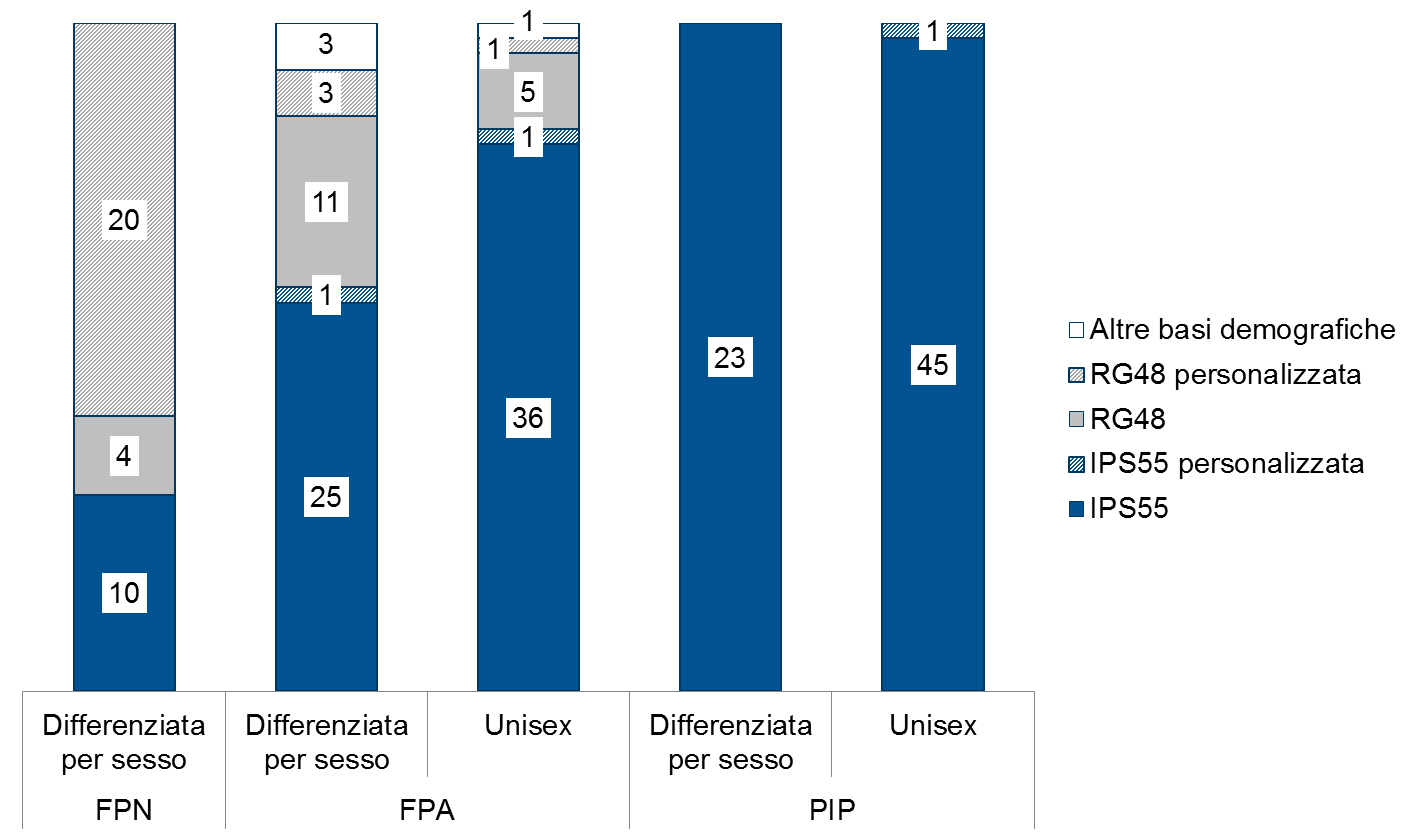 20
4
10
3
3
11
1
25
1
1
5
1
36
23
1
45
Altre basi demografiche
RG48 personalizzata
RG48
IPS55 personalizzata
IPS55
Differenziata
per sesso
Differenziata
per sesso
Unisex
Differenziata
per sesso
Unisex
FPN
FPA
PIP